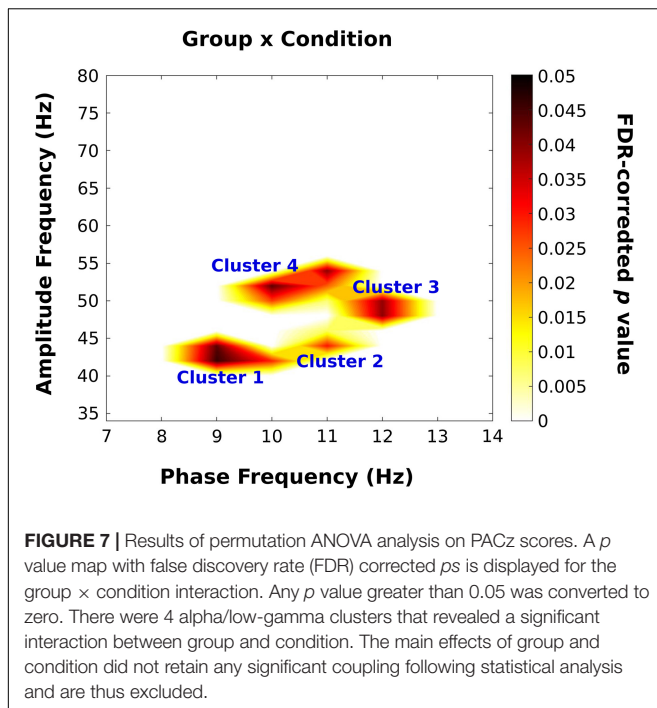 Group x Condition
80
75
70
65
60
55
50
45
40
35
Amplitude Frequency (Hz)
Cluster 4
Cluster 3
Cluster 2
Cluster 1
7 8 9 10 11 12 13 14
Phase Frequency (Hz)
0.05
0.045
0.04
0.035
0.03
0.025
0.02
0.015
0.01
0.005
0
FDR-corredted p value
FIGURE 7 | Results of permutation ANOVA analysis on PACz scores. A p
value map with false discovery rate (FDR) corrected ps is displayed for the
group × condition interaction. Any p value greater than 0.05 was converted to
zero. There were 4 alpha/low-gamma clusters that revealed a significant
interaction between group and condition. The main effects of group and
condition did not retain any significant coupling following statistical analysis
and are thus excluded.